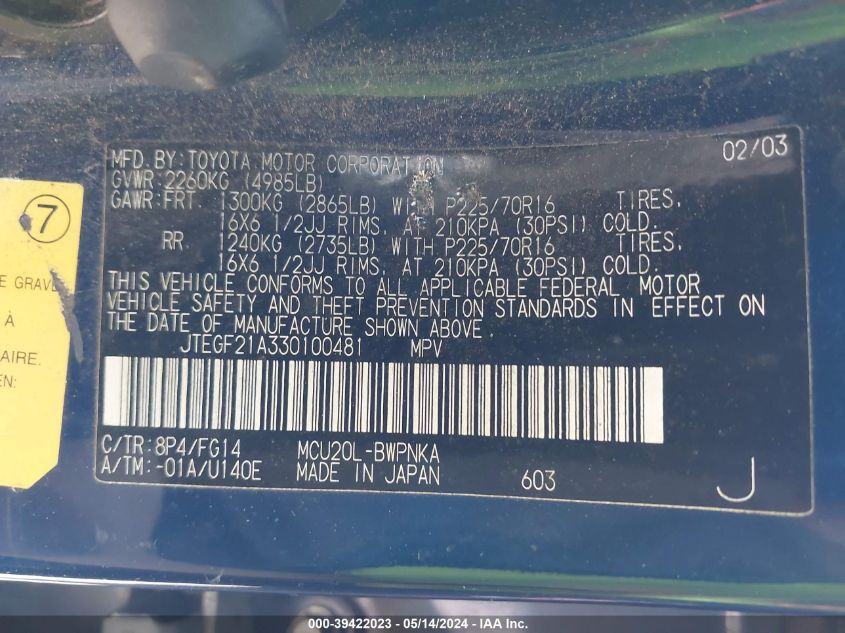 MFD.BY: TOYOTA MOTOR CORPORATION 02/03
GVWR: 2260KG (4985LB)
GAWR: FRT. 1300KG (2865LB) WITH P225/70R16 TIRES,
16X6 1/2JJ RIMS, AT 210KPA (30PSI) COLD.
RR. 1240KG (2735LB) WITH P225/70R16 TIRES,
16X6 1/2JJ RIMS, AT 210KPA (30PSI) COLD.
THIS VEHICLE CONFORMS TO ALL APPLICABLE FEDERAL MOTOR
VEHICLE SAFETY AND THEFT PREVENTION STANDARDS IN EFFECT ON
THE DATE OF MANUFACTURE SHOWN ABOVE.
JTEGF21A330100481 MPV
C/TR: 8P4/FG14 MCU20L-BWPNKA
A/TM: -01A/U140E MADE IN JAPAN 603 J
7
E GRAVE
À
AIRE.
EN:
000-39422023 - 05/14/2024 - IAA Inc.